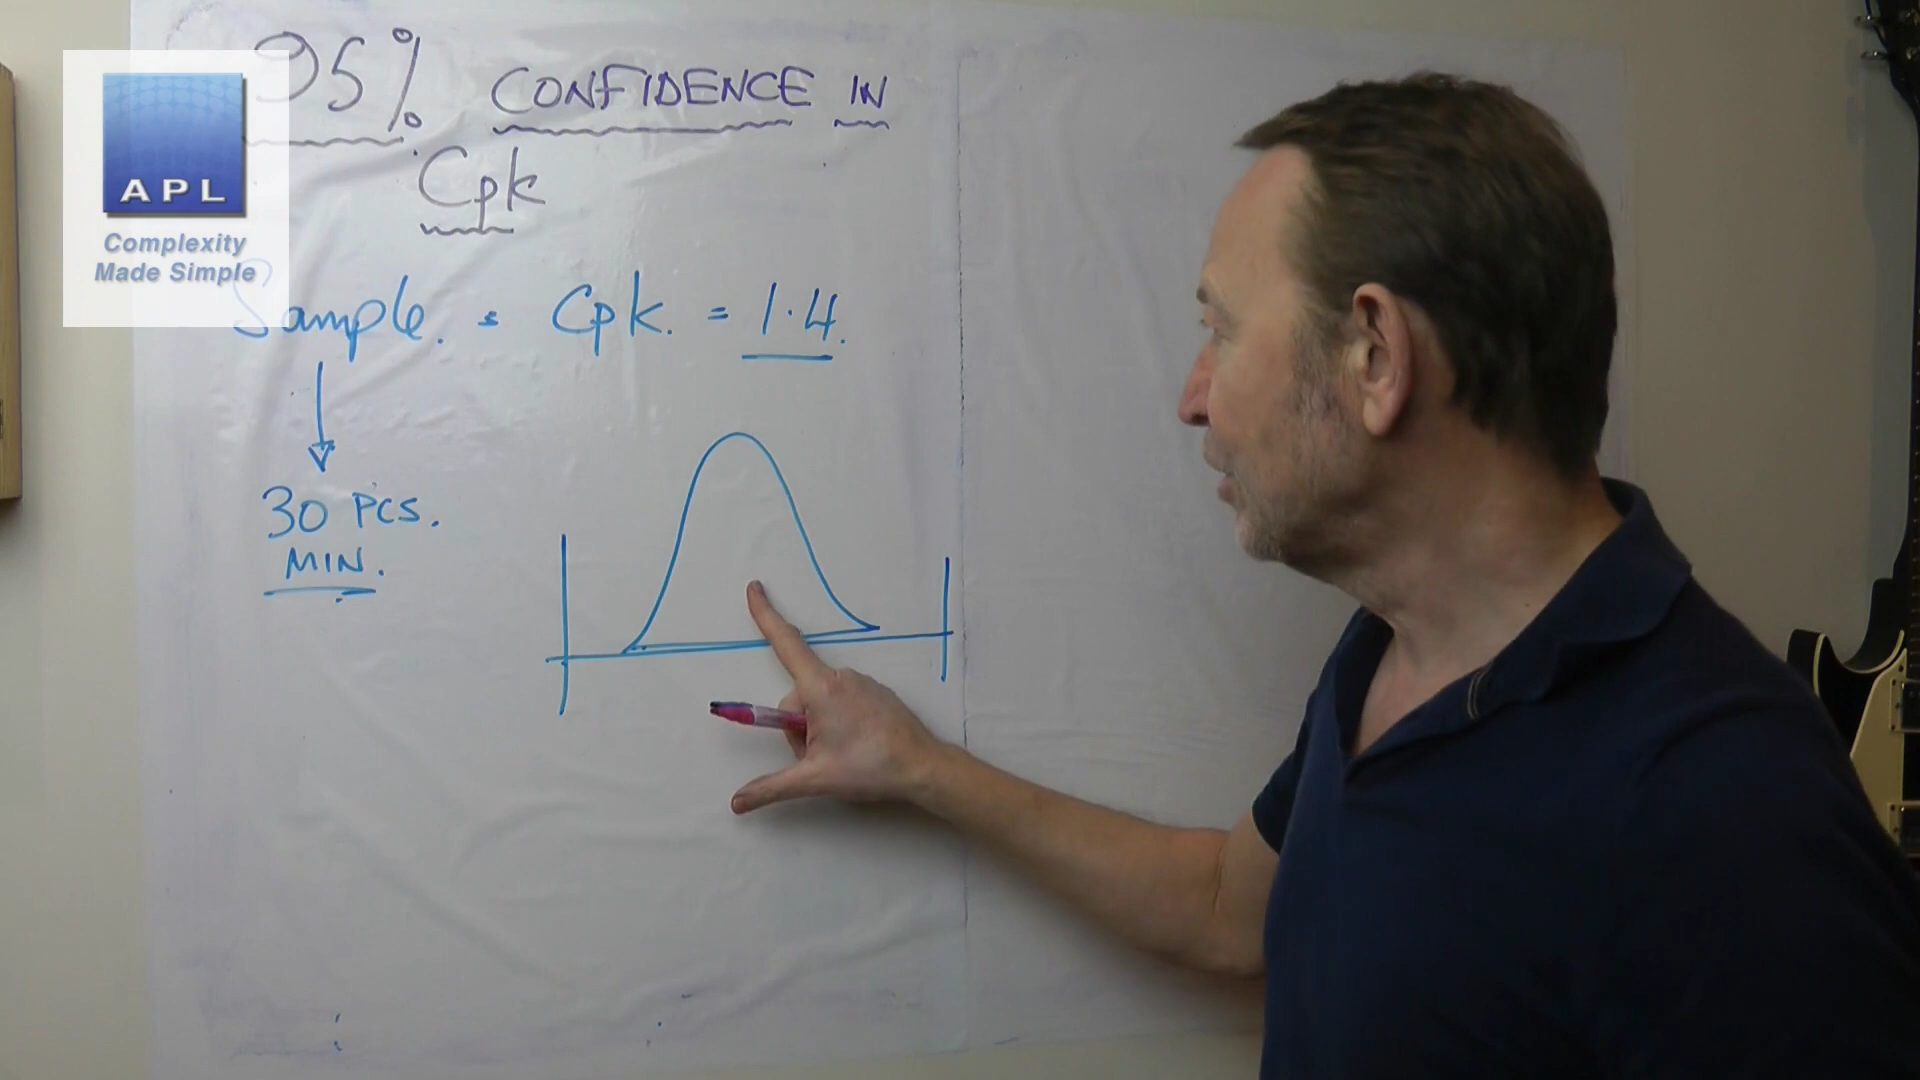 95% CONFIDENCE IN
Cpk
APL
Complexity
Made Simple
Sample. = Cpk. = 1.4.
30 PCS.
MIN.